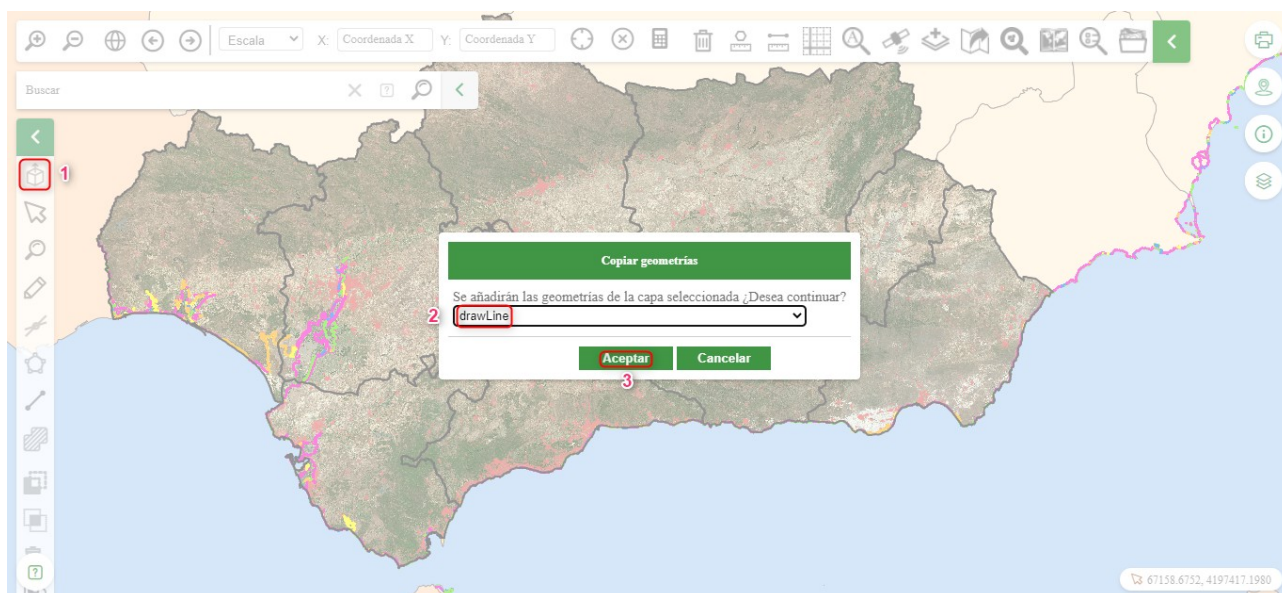 Escala X: Coordenada X Y: Coordenada Y
Buscar
1
Copiar geometrías
Se añadirán las geometrías de la capa seleccionada ¿Desea continuar?
2 drawLine
Aceptar Cancelar
3
67158.6752, 4197417.1980